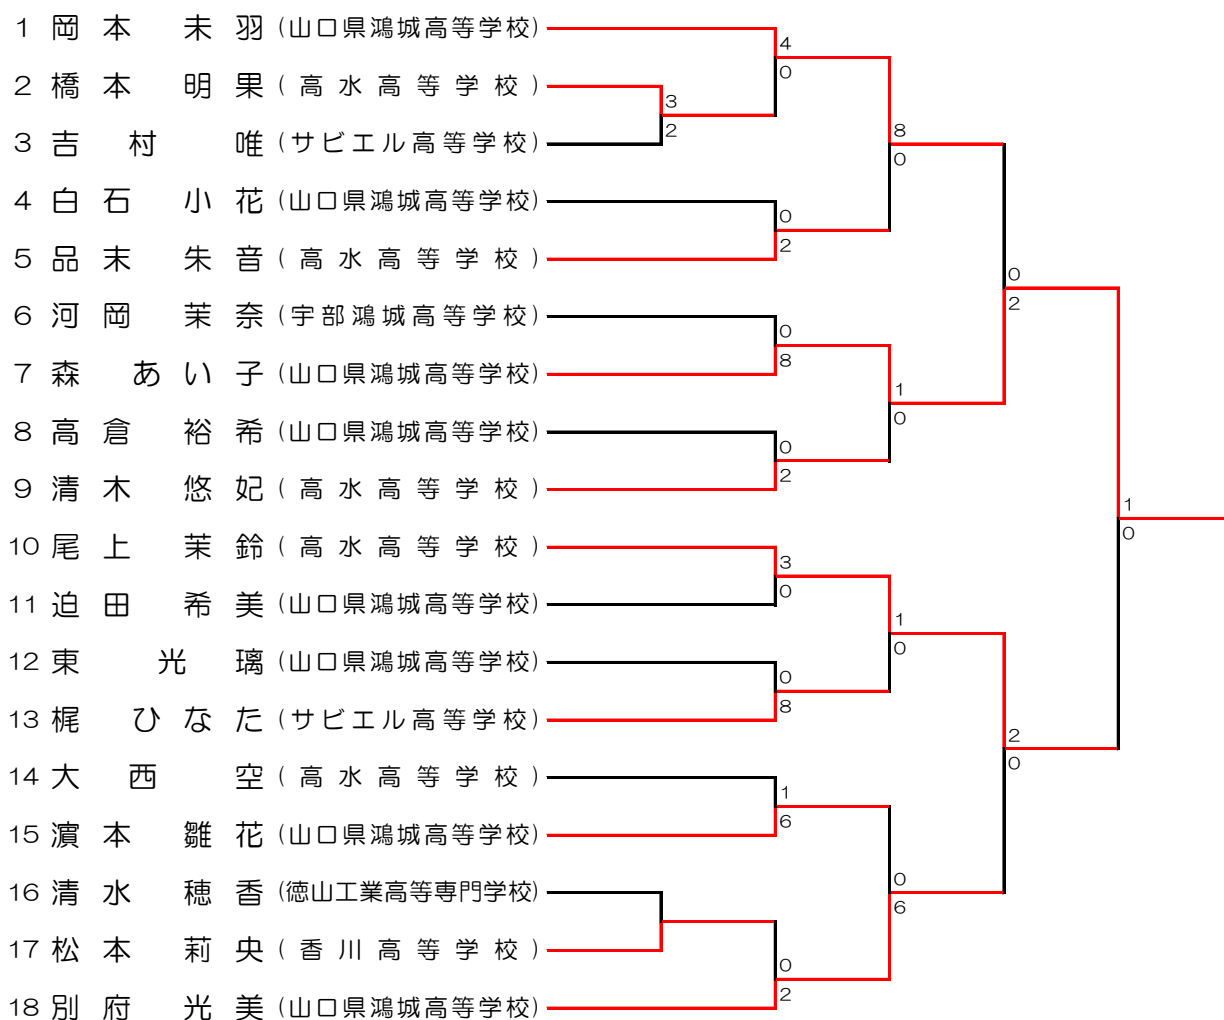 1 岡本 未羽 (山口県鴻城高等学校)
4
0
2 橋本 明果 (高水高等学校)
3
2
3 吉村 唯 (サビエル高等学校)
8
0
4 白石 小花 (山口県鴻城高等学校)
0
2
5 品末 朱音 (高水高等学校)
0
2
6 河岡 茉奈 (宇部鴻城高等学校)
0
8
7 森 あい子 (山口県鴻城高等学校)
1
0
8 高倉 裕希 (山口県鴻城高等学校)
0
2
9 清木 悠妃 (高水高等学校)
1
0
10 尾上 茉鈴 (高水高等学校)
3
0
11 迫田 希美 (山口県鴻城高等学校)
1
0
12 東 光璃 (山口県鴻城高等学校)
0
8
13 梶 ひなた (サビエル高等学校)
2
0
14 大西 空 (高水高等学校)
1
6
15 濵本 雛花 (山口県鴻城高等学校)
0
6
16 清水 穂香 (徳山工業高等専門学校)
17 松本 莉央 (香川高等学校)
0
2
18 別府 光美 (山口県鴻城高等学校)